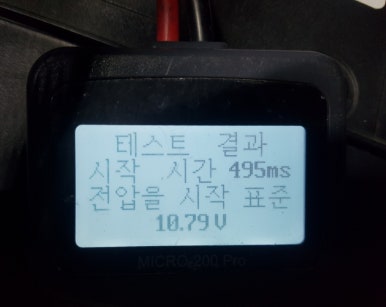 테스트 결과
시작 시간 495ms
전압을 시작 표준
10.79 V
MICRO-200 Pro